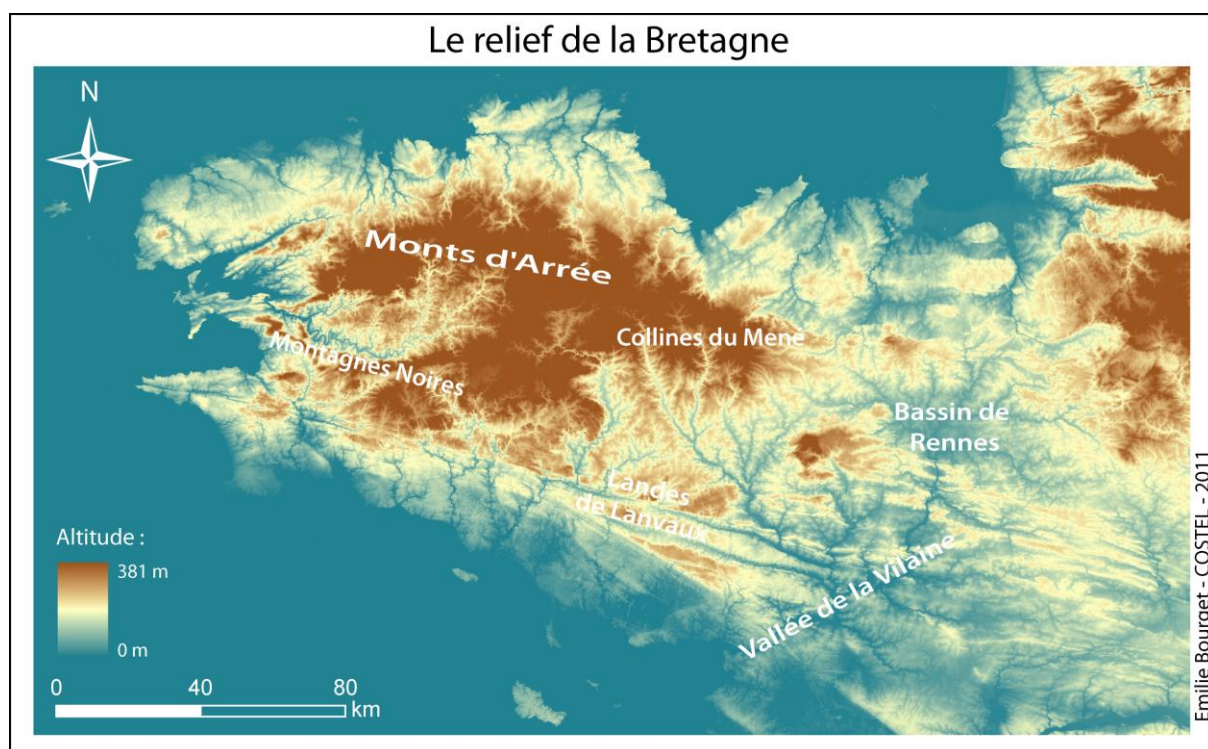 Le relief de la Bretagne
N
Monts d'Arrée
Collines du Mené
Montagnes Noires
Bassin de
Rennes
Landes
de Lanvaux
Vallée de la Vilaine
Altitude :
381 m
0 m
0 40 80
km
Emilie Bourget - COSTEL - 2011